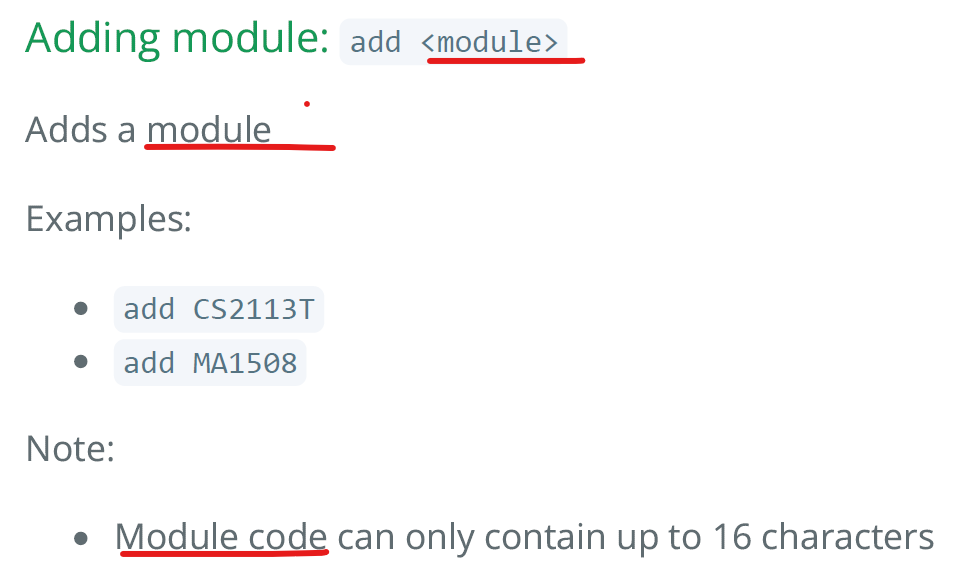 Adding module: add <module>
Adds a module
Examples:
add CS2113T
add MA1508
Note:
Module code can only contain up to 16 characters